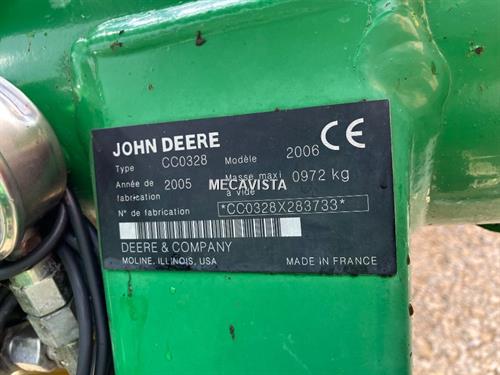 JOHN DEERE
Type CC0328 Modèle 2006 CE
Année de fabrication 2005 Masse maxi à vide 0972 kg
MECAVISTA
N° de fabrication *CC0328X283733*
DEERE & COMPANY
MOLINE, ILLINOIS, USA MADE IN FRANCE